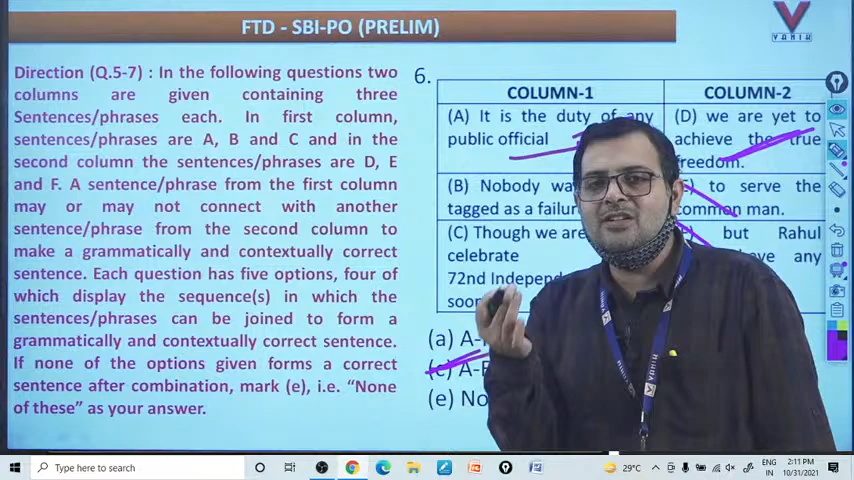 FTD - SBI-PO (PRELIM)
VARIA
Direction (Q.5-7) : In the following questions two
columns are given containing three
Sentences/phrases each. In first column,
sentences/phrases are A, B and C and in the
second column the sentences/phrases are D, E
and F. A sentence/phrase from the first column
may or may not connect with another
sentence/phrase from the second column to
make a grammatically and contextually correct
sentence. Each question has five options, four of
which display the sequence(s) in which the
sentences/phrases can be joined to form a
grammatically and contextually correct sentence.
If none of the options given forms a correct
sentence after combination, mark (e), i.e. “None
of these” as your answer.
6.
COLUMN-1
COLUMN-2
(A) It is the duty of any
public official
(D) we are yet to
achieve the true
freedom.
(B) Nobody
tagged as a
to serve the
common man.
(C) Though we are
celebrate
72nd
but Rahul
any
(a) A-
(c) A-
(e)
Type here to search
29°C
ENG
IN
2:11 PM
10/31/2021